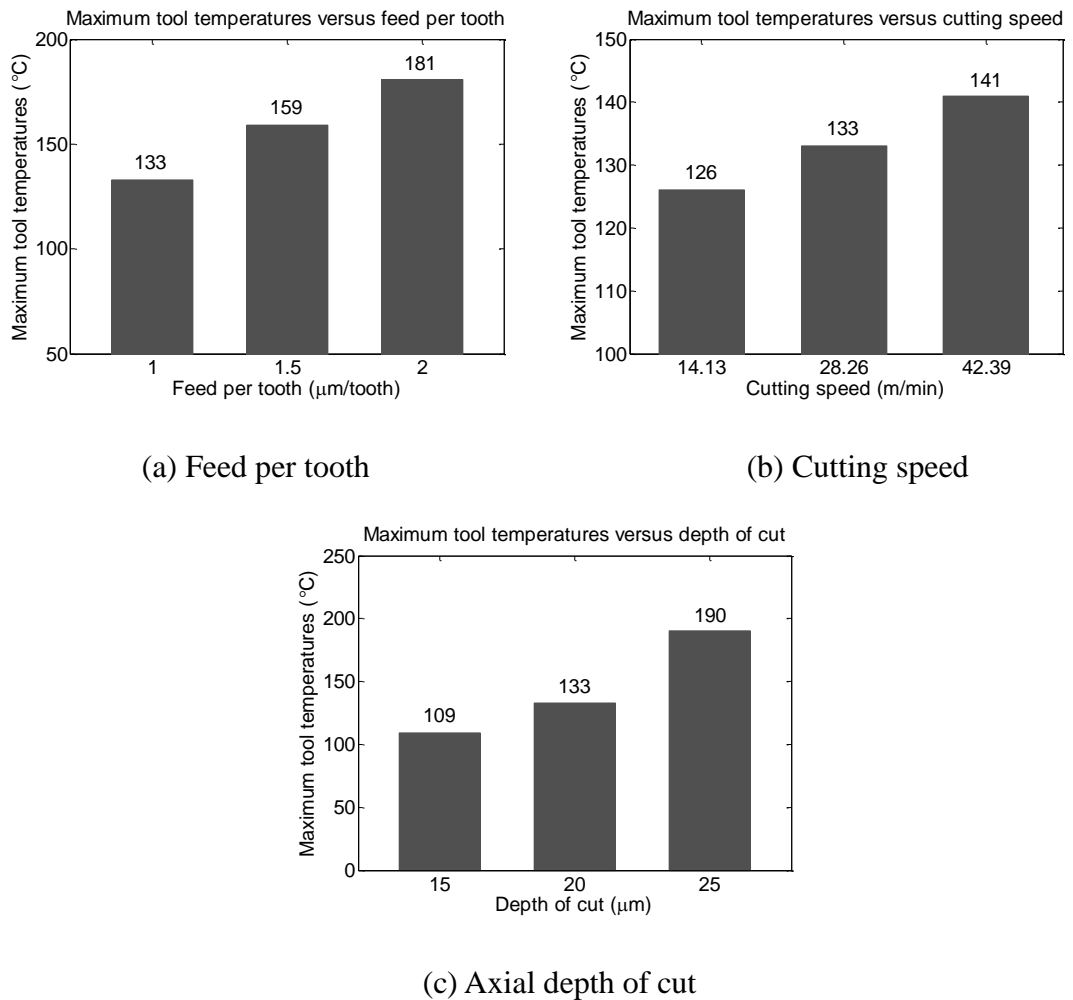 Maximum tool temperatures versus feed per tooth
200
150
100
50
Maximum tool temperatures (°C)
133
159
181
1
1.5
2
Feed per tooth (μm/tooth)
(a) Feed per tooth
Maximum tool temperatures versus cutting speed
150
140
130
120
110
100
Maximum tool temperatures (°C)
126
133
141
14.13
28.26
42.39
Cutting speed (m/min)
(b) Cutting speed
Maximum tool temperatures versus depth of cut
250
200
150
100
50
0
Maximum tool temperatures (°C)
109
133
190
15
20
25
Depth of cut (μm)
(c) Axial depth of cut